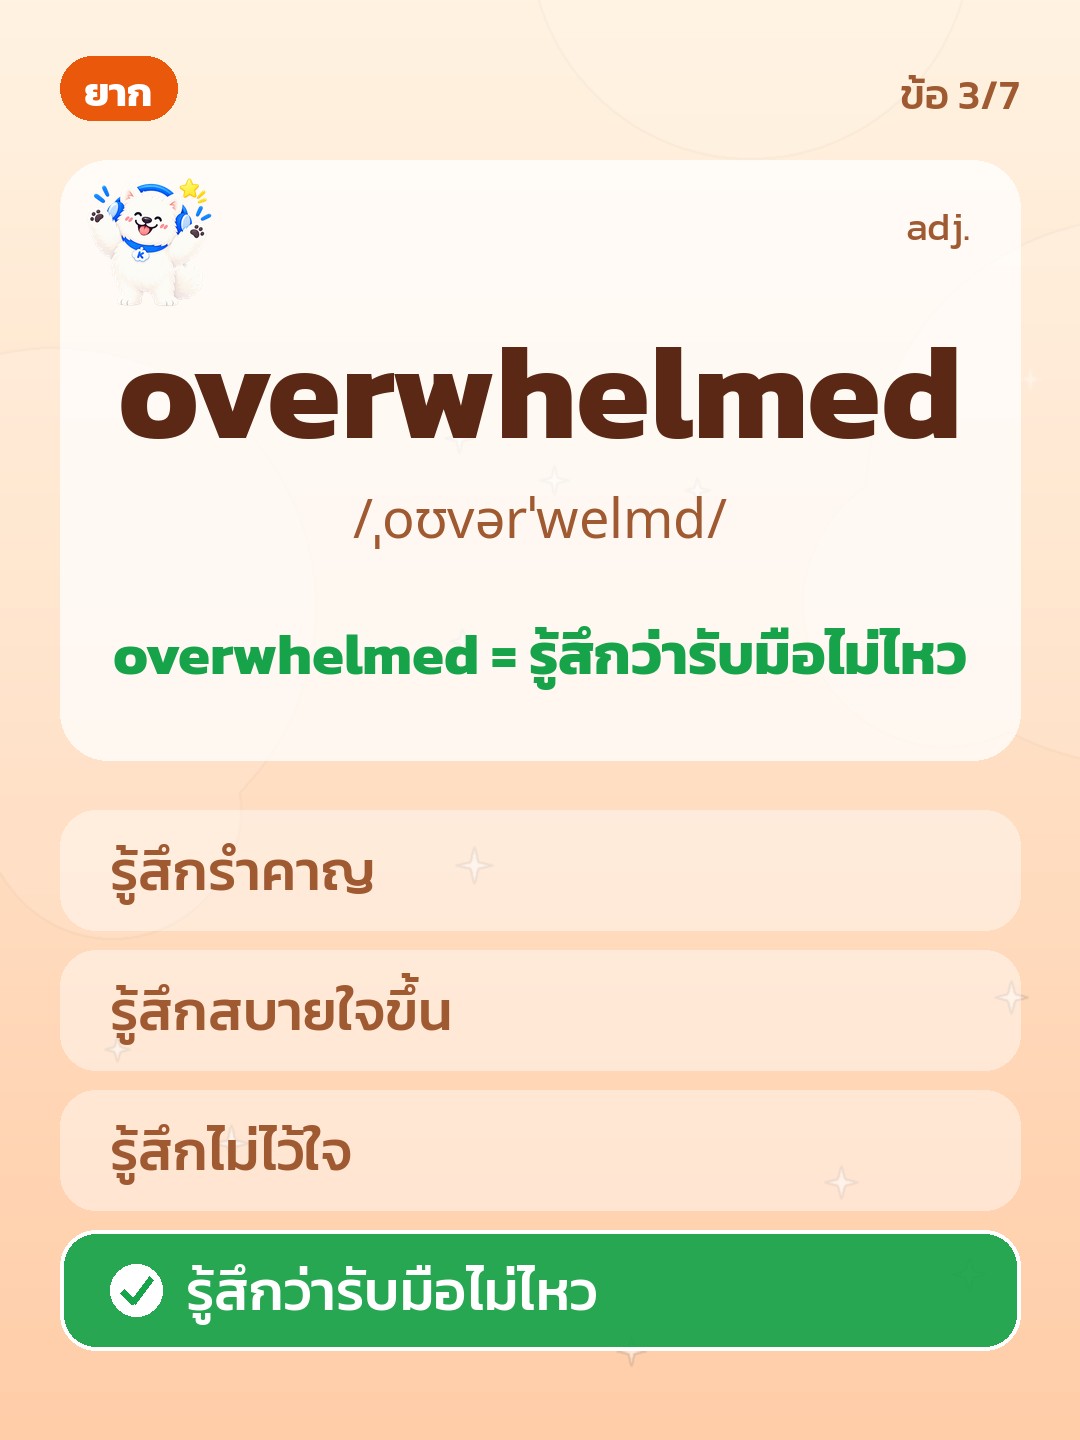 ยาก
ข้อ 3/7
adj.
K
overwhelmed
/ˌoʊvərˈwelmd/
overwhelmed = รู้สึกว่ารับมือไม่ไหว
รู้สึกรำคาญ
รู้สึกสบายใจขึ้น
รู้สึกไม่ไว้ใจ
รู้สึกว่ารับมือไม่ไหว